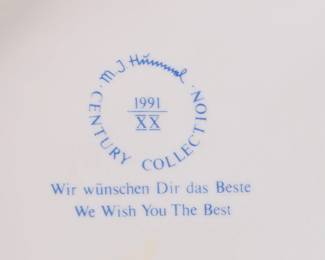 M J Hummel
1991
XX
· CENTURY COLLECTION ·
Wir wünschen Dir das Beste
We Wish You The Best